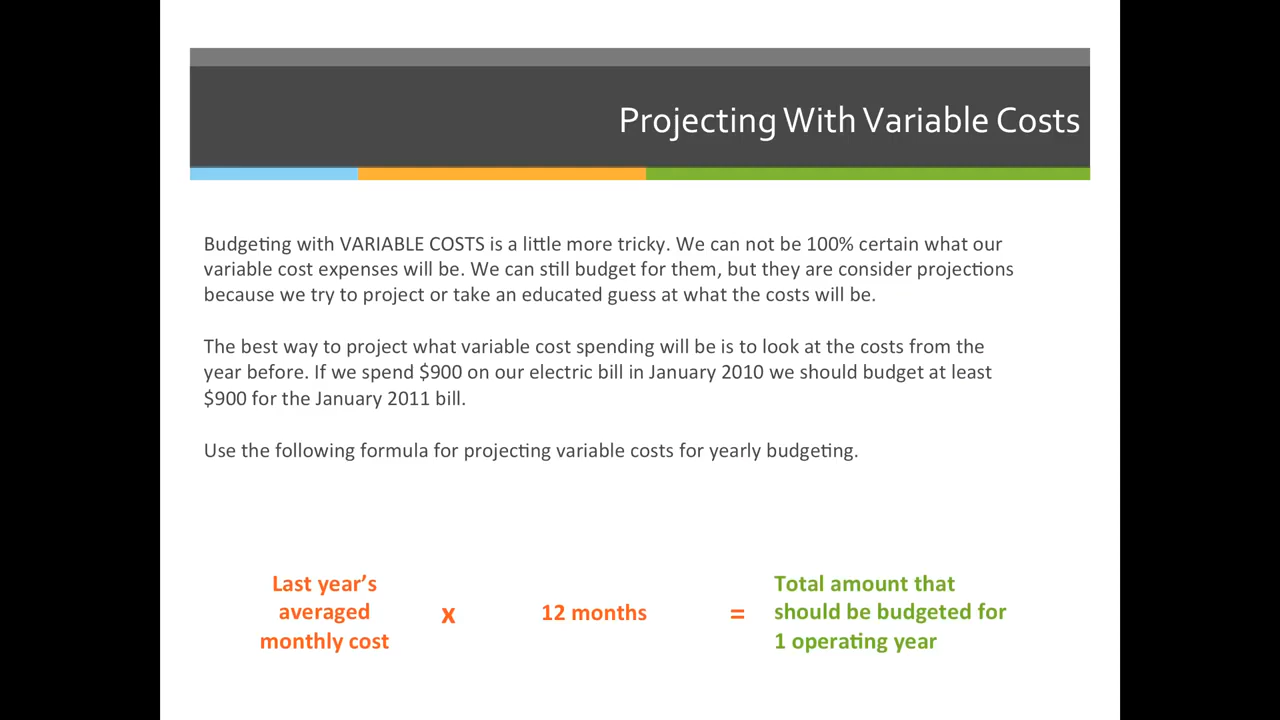 Projecting With Variable Costs
Budgeting with VARIABLE COSTS is a little more tricky. We can not be 100% certain what our
variable cost expenses will be. We can still budget for them, but they are consider projections
because we try to project or take an educated guess at what the costs will be.
The best way to project what variable cost spending will be is to look at the costs from the
year before. If we spend $900 on our electric bill in January 2010 we should budget at least
$900 for the January 2011 bill.
Use the following formula for projecting variable costs for yearly budgeting.
Last year’s
averaged
monthly cost
x
12 months
=
Total amount that
should be budgeted for
1 operating year